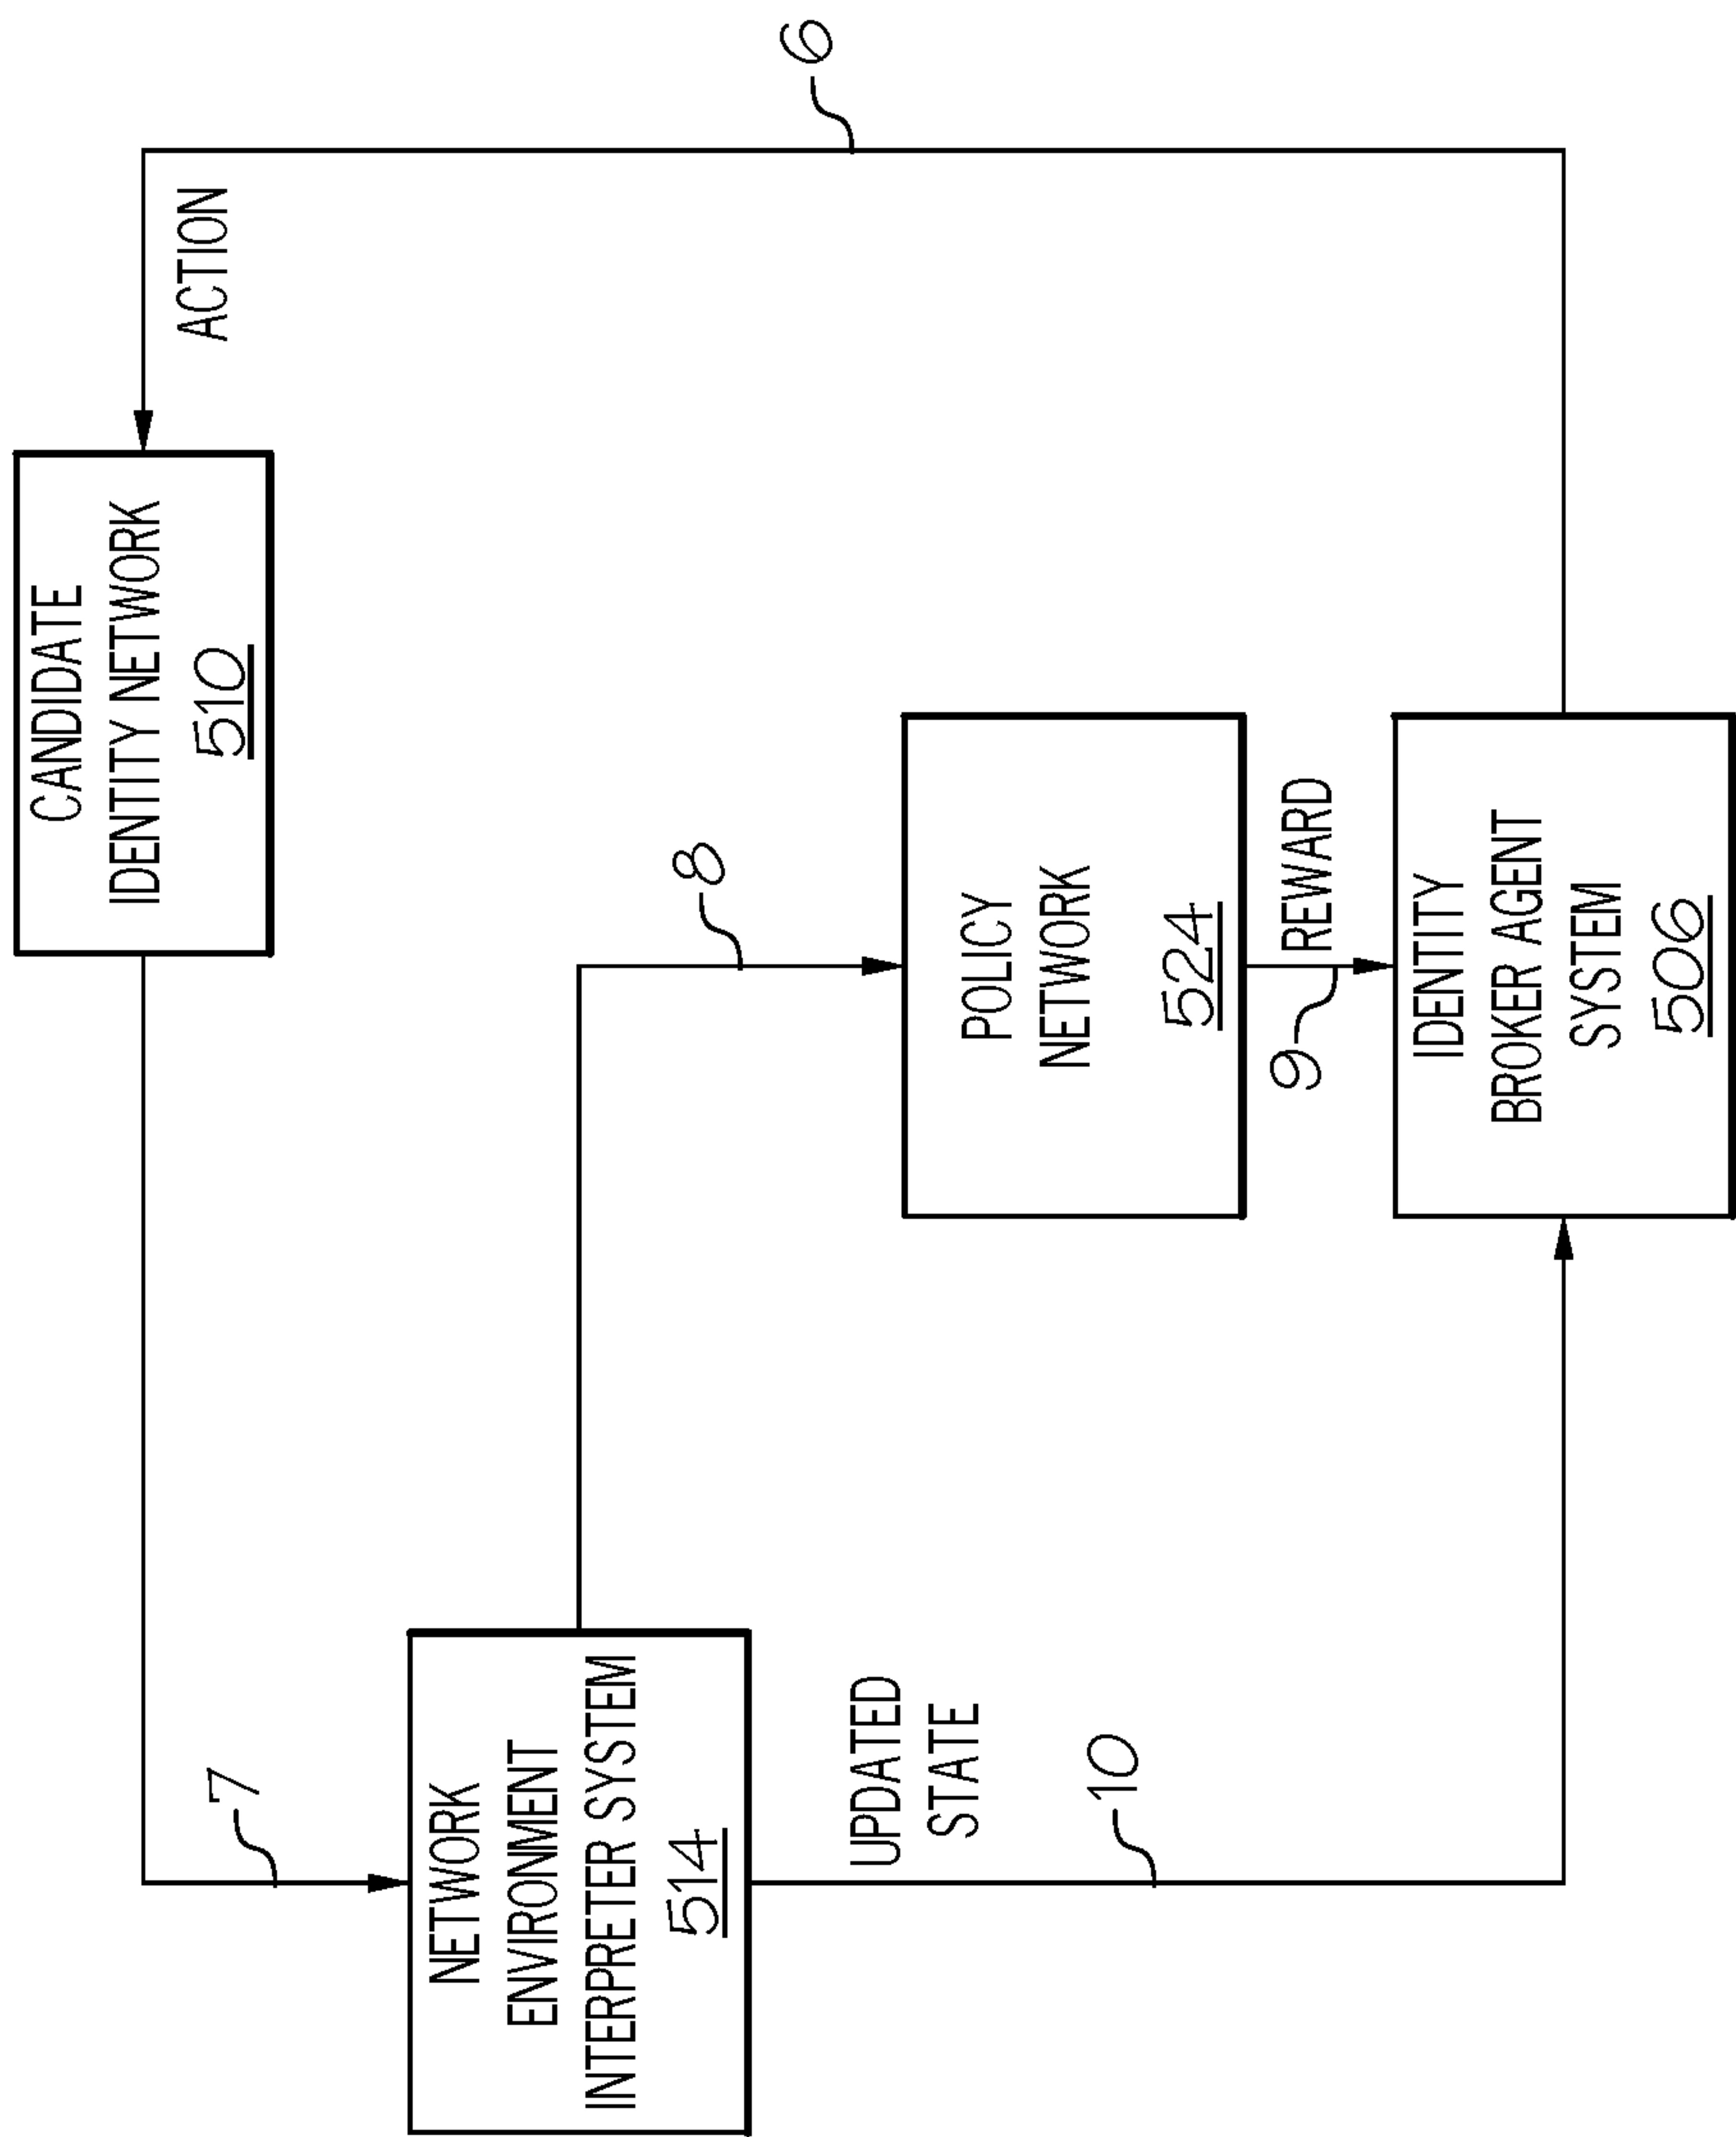 CANDIDATE
IDENTITY NETWORK
510
ACTION
6
7
NETWORK
ENVIRONMENT
INTERPRETER SYSTEM
514
8
UPDATED
STATE
10
POLICY
NETWORK
524
REWARD
9
IDENTITY
BROKER AGENT
SYSTEM
506